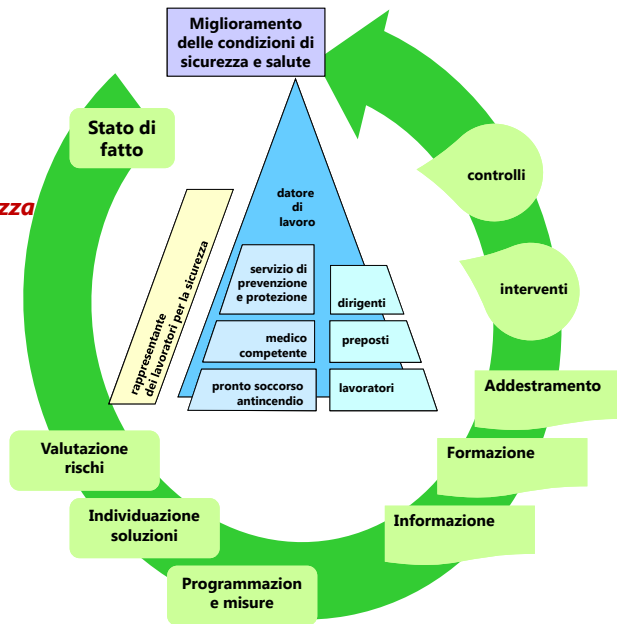 Miglioramento
delle condizioni di
sicurezza e salute
Stato di
fatto
zza
controlli
datore
di
lavoro
rappresentante
dei lavoratori per la sicurezza
servizio di
prevenzione
e protezione
dirigenti
interventi
medico
competente
preposti
pronto soccorso
antincendio
lavoratori
Addestramento
Valutazione
rischi
Formazione
Individuazione
soluzioni
Informazione
Programmazion
e misure